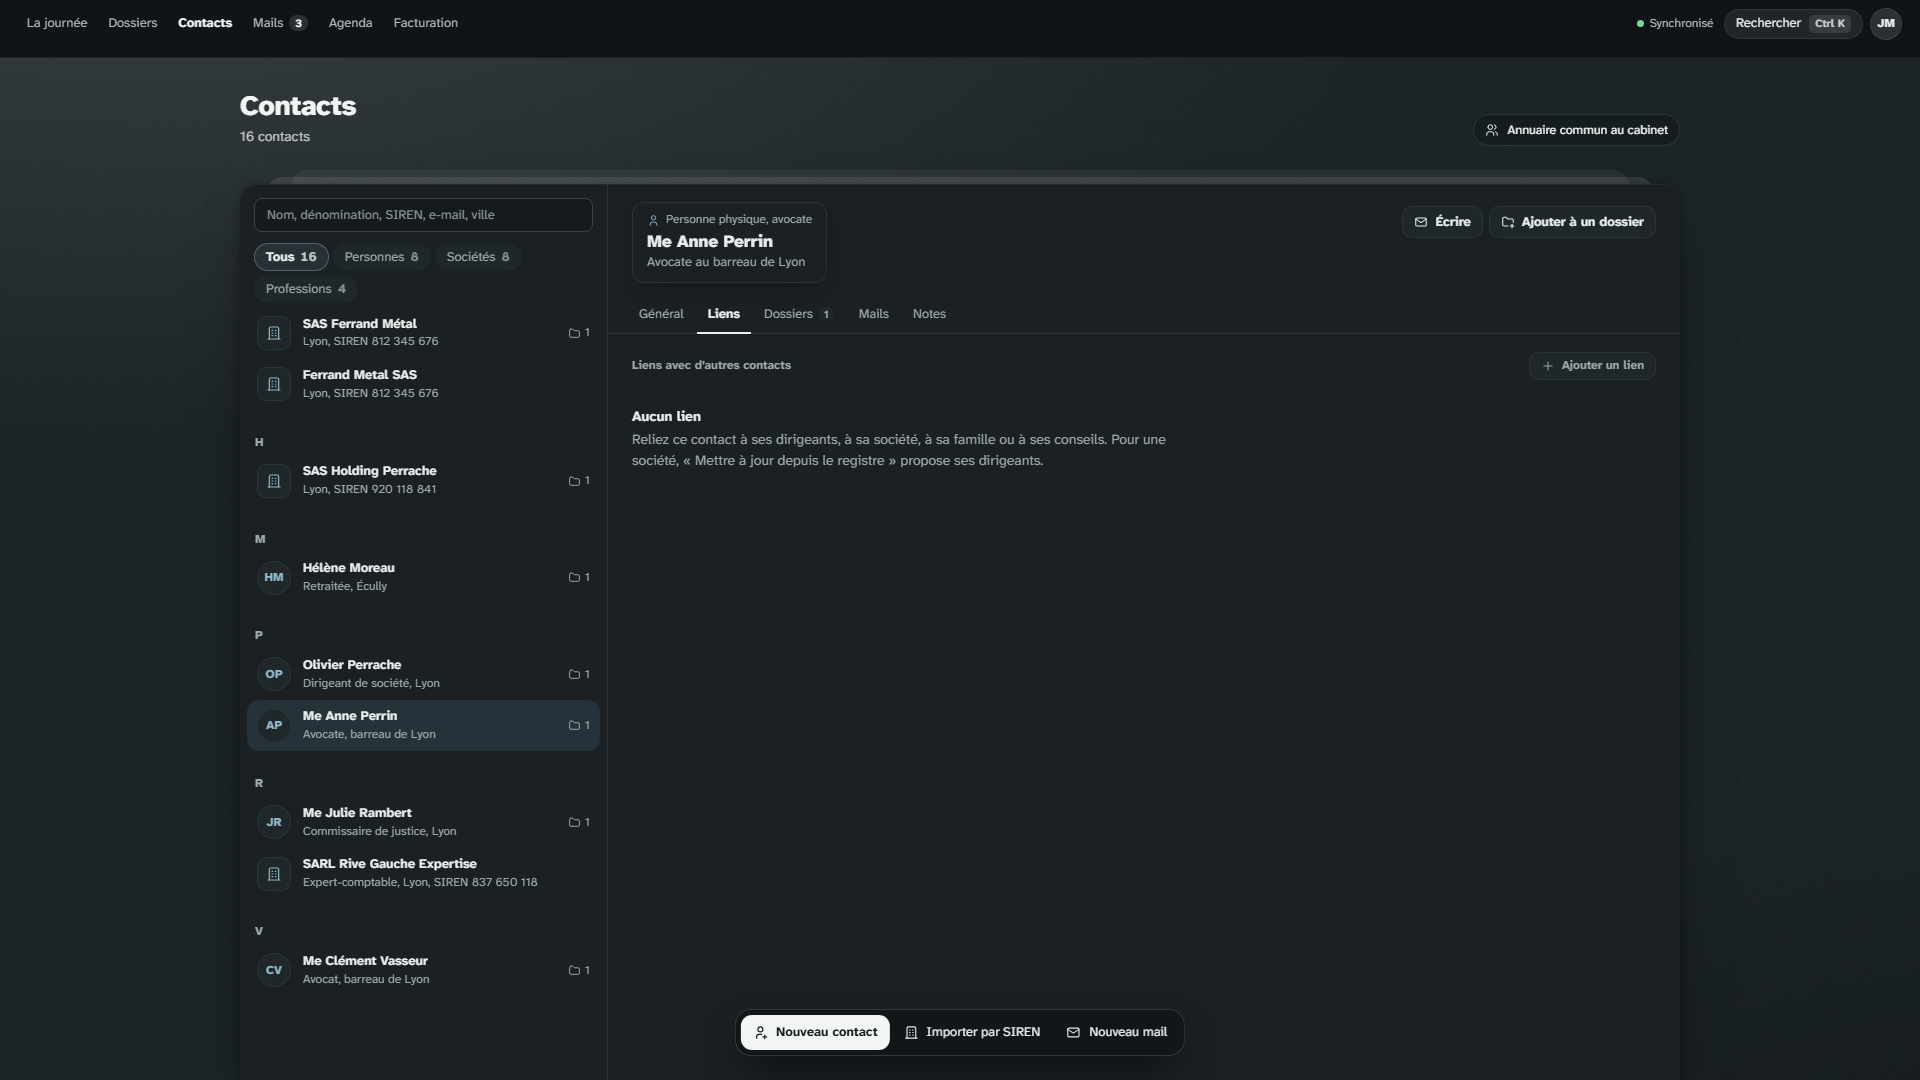 La journée Dossiers Contacts Mails 3 Agenda Facturation
Synchronisé Rechercher Ctrl K JM
Contacts
16 contacts
Annuaire commun au cabinet
Nom, dénomination, SIREN, e-mail, ville
Tous 16 Personnes 8 Sociétés 8
Professions 4
SAS Ferrand Métal
Lyon, SIREN 812 345 676
1
Ferrand Metal SAS
Lyon, SIREN 812 345 676
H
SAS Holding Perrache
Lyon, SIREN 920 118 841
1
M
HM
Hélène Moreau
Retraitée, Écully
1
P
OP
Olivier Perrache
Dirigeant de société, Lyon
1
AP
Me Anne Perrin
Avocate, barreau de Lyon
1
R
JR
Me Julie Rambert
Commissaire de justice, Lyon
1
SARL Rive Gauche Expertise
Expert-comptable, Lyon, SIREN 837 650 118
V
CV
Me Clément Vasseur
Avocat, barreau de Lyon
1
Personne physique, avocate
Me Anne Perrin
Avocate au barreau de Lyon
Écrire Ajouter à un dossier
Général Liens Dossiers 1 Mails Notes
Liens avec d'autres contacts
Ajouter un lien
Aucun lien
Reliez ce contact à ses dirigeants, à sa société, à sa famille ou à ses conseils. Pour une
société, « Mettre à jour depuis le registre » propose ses dirigeants.
Nouveau contact Importer par SIREN Nouveau mail